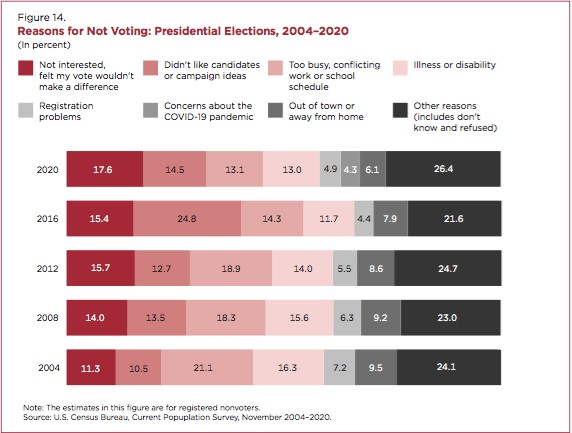 Figure 14.
Reasons for Not Voting: Presidential Elections, 2004–2020
(In percent)
Not interested, felt my vote wouldn't make a difference
Didn't like candidates or campaign ideas
Too busy, conflicting work or school schedule
Illness or disability
Registration problems
Concerns about the COVID-19 pandemic
Out of town or away from home
Other reasons (includes don't know and refused)
2020 17.6 14.5 13.1 13.0 4.9 4.3 6.1 26.4
2016 15.4 24.8 14.3 11.7 4.4 7.9 21.6
2012 15.7 12.7 18.9 14.0 5.5 8.6 24.7
2008 14.0 13.5 18.3 15.6 6.3 9.2 23.0
2004 11.3 10.5 21.1 16.3 7.2 9.5 24.1
Note: The estimates in this figure are for registered nonvoters.
Source: U.S. Census Bureau, Current Popuplation Survey, November 2004–2020.